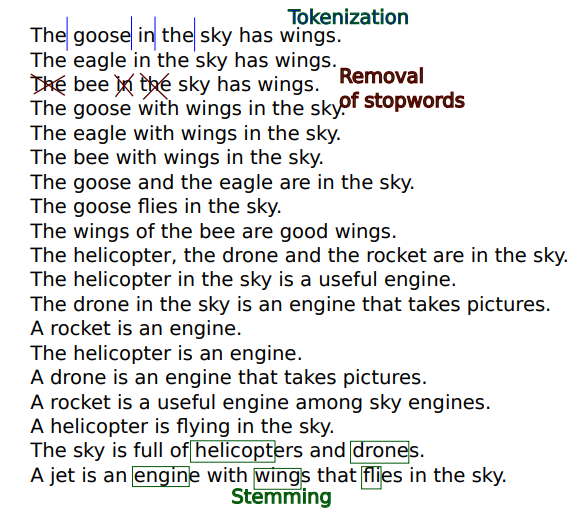 Tokenization
The goose in the sky has wings.
The eagle in the sky has wings.
The bee in the sky has wings.
Removal
of stopwords
The goose with wings in the sky.
The eagle with wings in the sky.
The bee with wings in the sky.
The goose and the eagle are in the sky.
The goose flies in the sky.
The wings of the bee are good wings.
The helicopter, the drone and the rocket are in the sky.
The helicopter in the sky is a useful engine.
The drone in the sky is an engine that takes pictures.
A rocket is an engine.
The helicopter is an engine.
A drone is an engine that takes pictures.
A rocket is a useful engine among sky engines.
A helicopter is flying in the sky.
The sky is full of helicopters and drones.
A jet is an engine with wings that flies in the sky.
Stemming